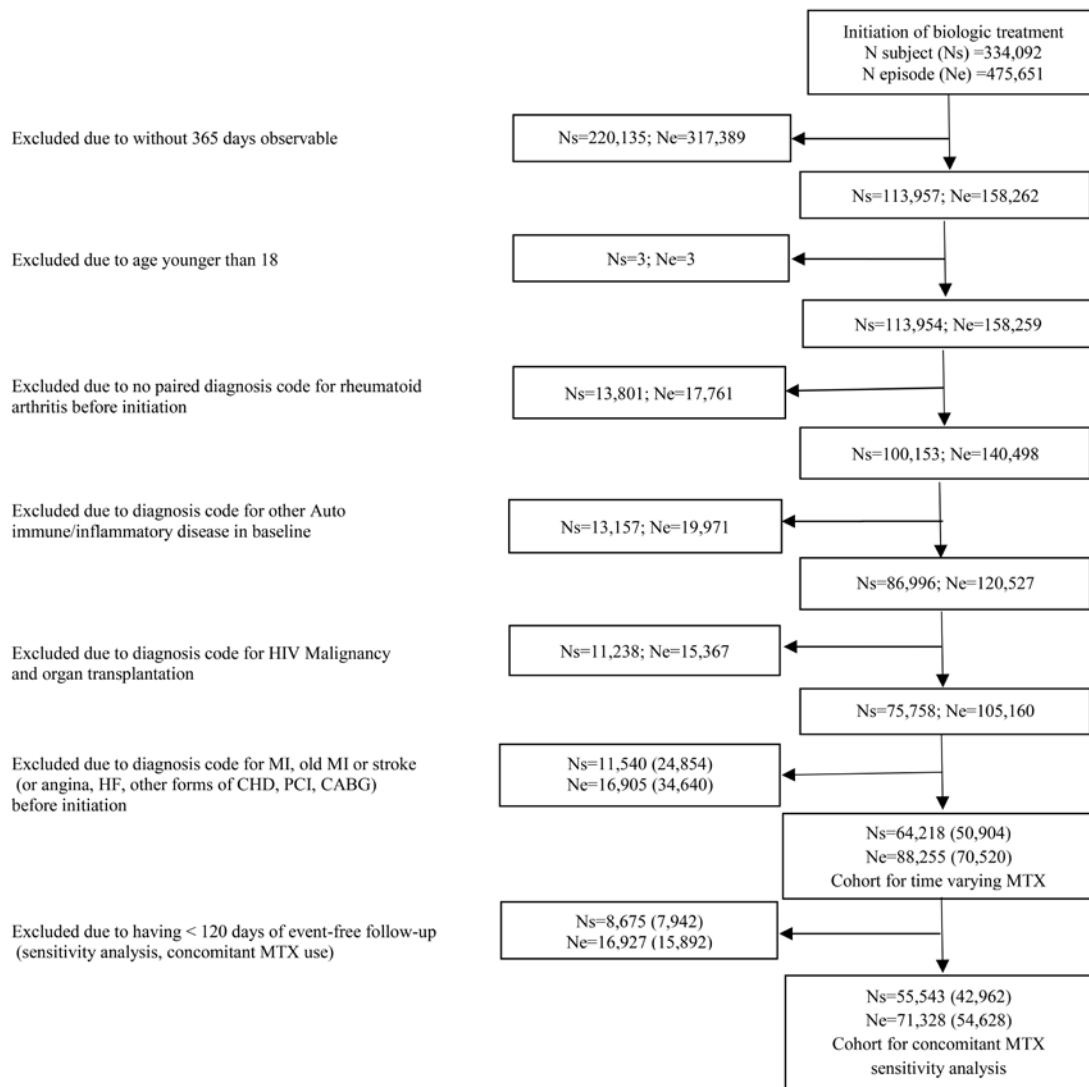 Initiation of biologic treatment
N subject (Ns) =334,092
N episode (Ne) =475,651
Excluded due to without 365 days observable
Ns=220,135; Ne=317,389
Ns=113,957; Ne=158,262
Excluded due to age younger than 18
Ns=3; Ne=3
Ns=113,954; Ne=158,259
Excluded due to no paired diagnosis code for rheumatoid
arthritis before initiation
Ns=13,801; Ne=17,761
Ns=100,153; Ne=140,498
Excluded due to diagnosis code for other Auto
immune/inflammatory disease in baseline
Ns=13,157; Ne=19,971
Ns=86,996; Ne=120,527
Excluded due to diagnosis code for HIV Malignancy
and organ transplantation
Ns=11,238; Ne=15,367
Ns=75,758; Ne=105,160
Excluded due to diagnosis code for MI, old MI or stroke
(or angina, HF, other forms of CHD, PCI, CABG)
before initiation
Ns=11,540 (24,854)
Ne=16,905 (34,640)
Ns=64,218 (50,904)
Ne=88,255 (70,520)
Cohort for time varying MTX
Excluded due to having < 120 days of event-free follow-up
(sensitivity analysis, concomitant MTX use)
Ns=8,675 (7,942)
Ne=16,927 (15,892)
Ns=55,543 (42,962)
Ne=71,328 (54,628)
Cohort for concomitant MTX
sensitivity analysis